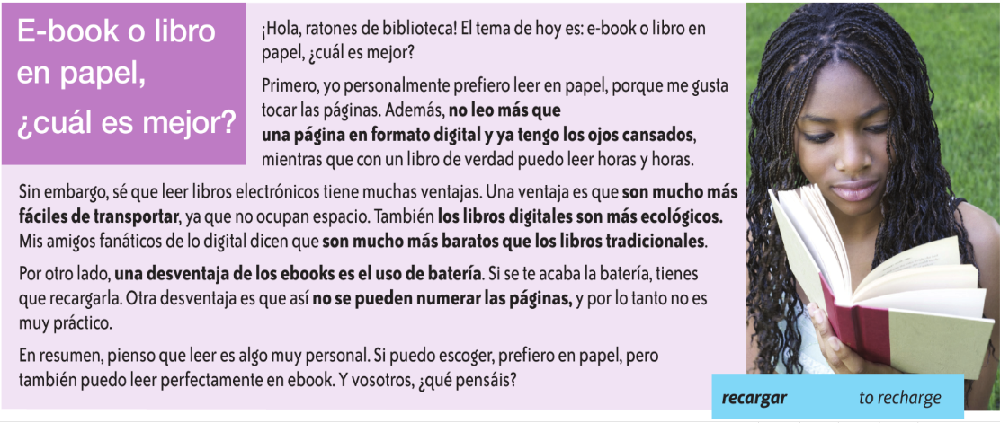 E-book o libro
en papel,
¿cuál es mejor?
¡Hola, ratones de biblioteca! El tema de hoy es: e-book o libro en
papel, ¿cuál es mejor?
Primero, yo personalmente prefiero leer en papel, porque me gusta
tocar las páginas. Además, no leo más que
una página en formato digital y ya tengo los ojos cansados,
mientras que con un libro de verdad puedo leer horas y horas.
Sin embargo, sé que leer libros electrónicos tiene muchas ventajas. Una ventaja es que son mucho más
fáciles de transportar, ya que no ocupan espacio. También los libros digitales son más ecológicos.
Mis amigos fanáticos de lo digital dicen que son mucho más baratos que los libros tradicionales.
Por otro lado, una desventaja de los ebooks es el uso de batería. Si se te acaba la batería, tienes
que recargarla. Otra desventaja es que así no se pueden numerar las páginas, y por lo tanto no es
muy práctico.
En resumen, pienso que leer es algo muy personal. Si puedo escoger, prefiero en papel, pero
también puedo leer perfectamente en ebook. Y vosotros, ¿qué pensáis?
recargar to recharge